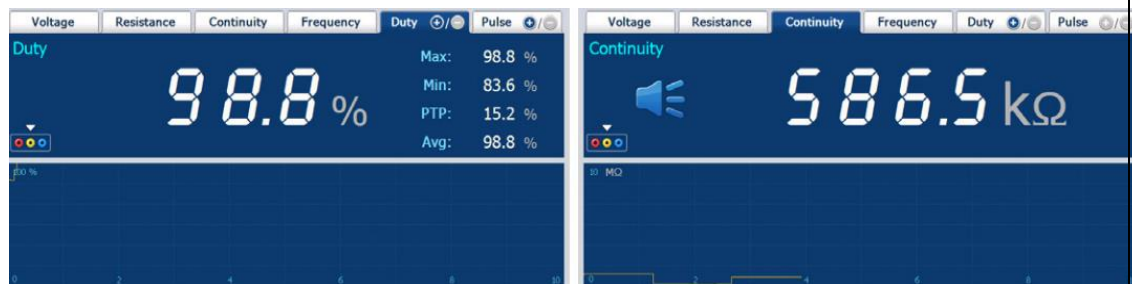 Voltage Resistance Continuity Frequency Duty +/- Pulse +/-
Duty
98.8 %
Max: 98.8 %
Min: 83.6 %
PTP: 15.2 %
Avg: 98.8 %
100 %
0 2 4 6 8 10
Voltage Resistance Continuity Frequency Duty +/- Pulse +/-
Continuity
586.5 kΩ
10 MΩ
0 2 4 6 8